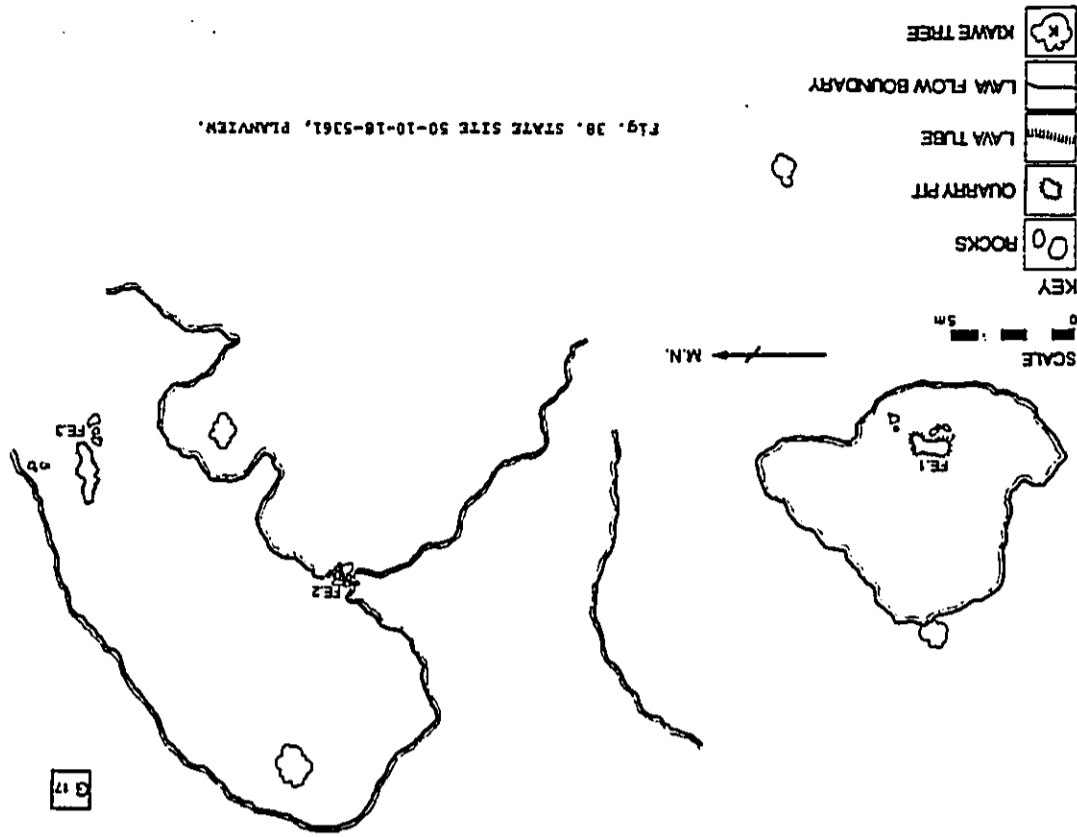 G 17
FE.2
FE.1
FE.3
M.N.
SCALE
0 5m
KEY
ROCKS
QUARRY PIT
LAVA TUBE
LAVA FLOW BOUNDARY
K KIAWE TREE
Fig. 38. STATE SITE 50-10-18-5361, PLANVIEW.